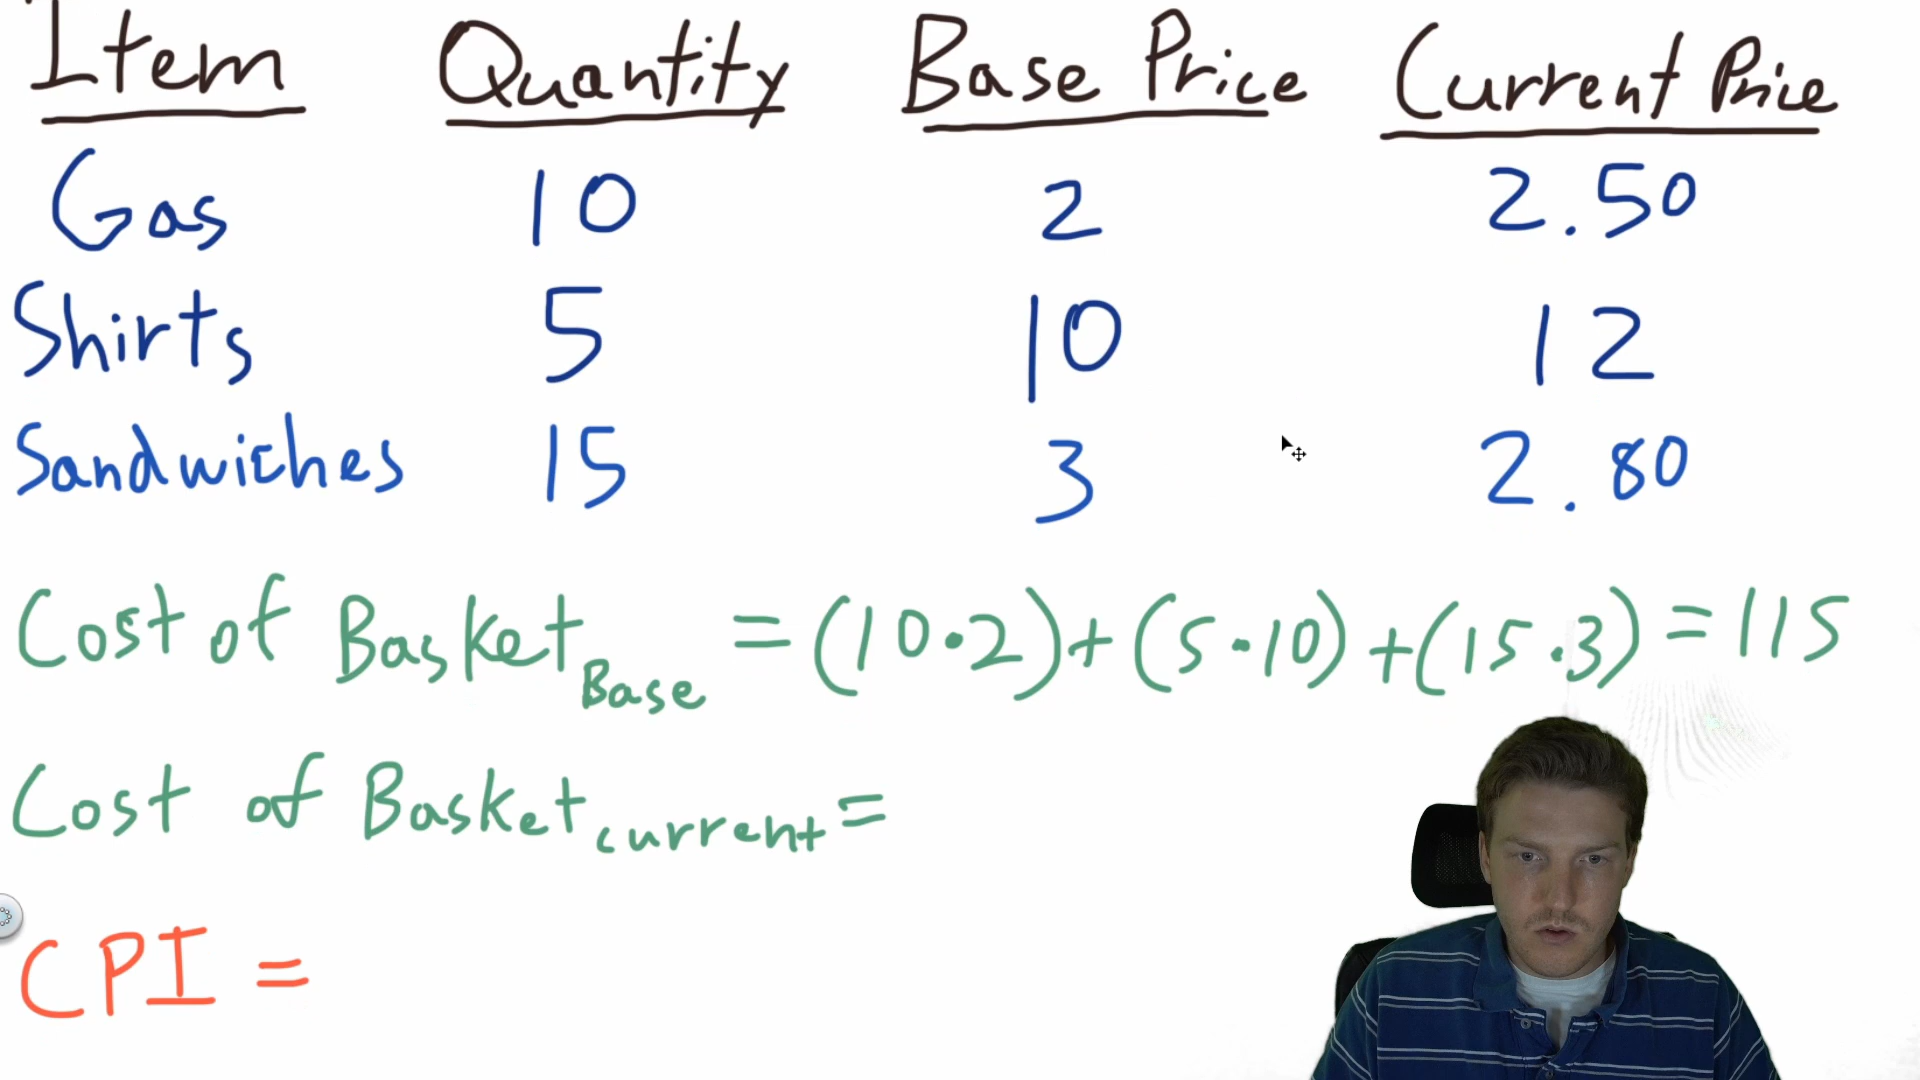 Item Quantity Base Price Current Price
Gas 10 2 2.50
Shirts 5 10 12
Sandwiches 15 3 2.80
Cost of Basket Base = (10·2)+(5·10)+(15·3)=115
Cost of Basket current =
CPI =